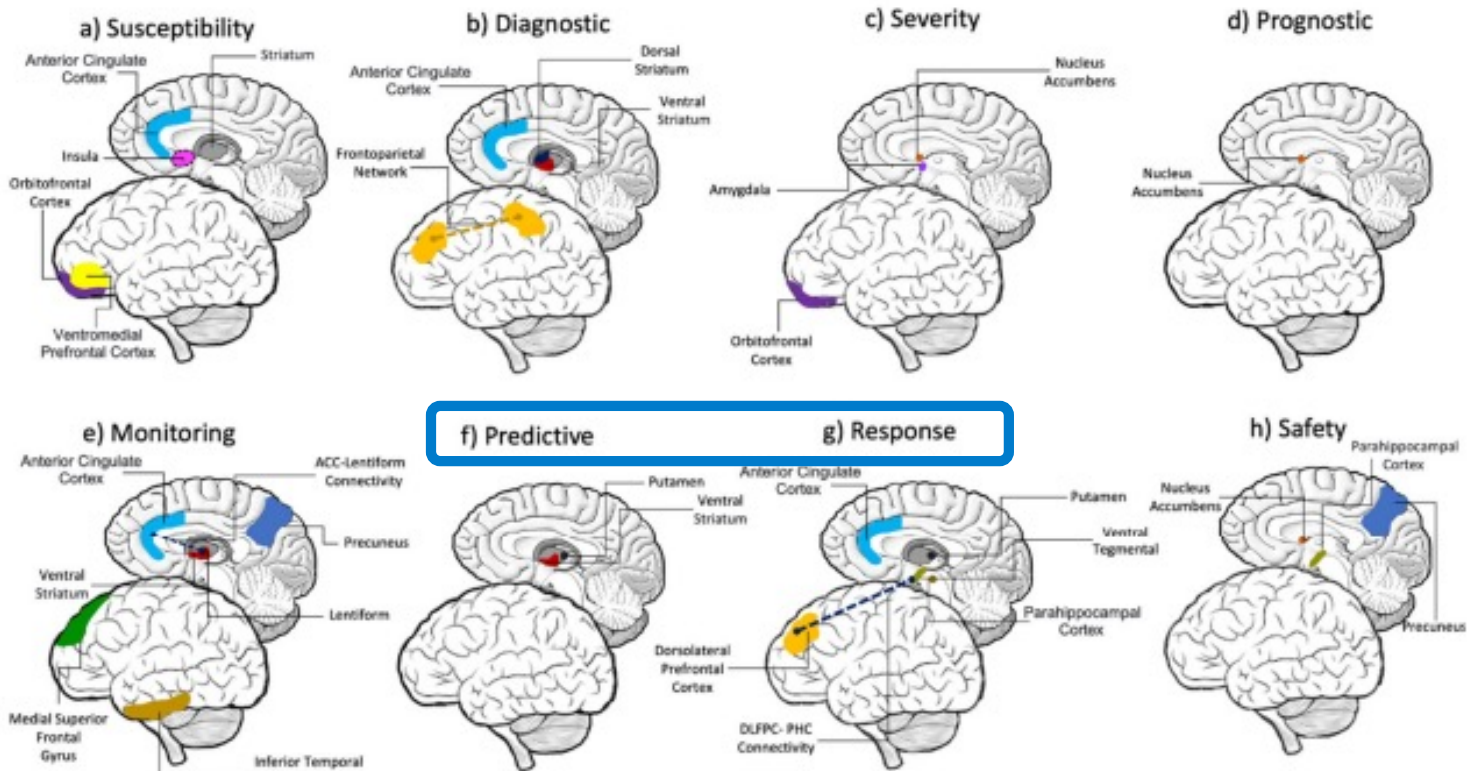 a) Susceptibility
Anterior Cingulate
Cortex
Striatum
Insula
Orbitofrontal
Cortex
Ventromedial
Prefrontal Cortex
b) Diagnostic
Anterior Cingulate
Cortex
Dorsal
Striatum
Ventral
Striatum
Frontoparietal
Network
c) Severity
Nucleus
Accumbens
Amygdala
Orbitofrontal
Cortex
d) Prognostic
Nucleus
Accumbens
e) Monitoring
Anterior Cingulate
Cortex
ACC-Lentiform
Connectivity
Precuneus
Ventral
Striatum
Lentiform
Medial Superior
Frontal
Gyrus
Inferior Temporal
f) Predictive
Putamen
Ventral
Striatum
g) Response
Anterior Cingulate
Cortex
Putamen
Ventral
Tegmental
Parahippocampal
Cortex
Dorsolateral
Prefrontal
Cortex
DLFPC- PHC
Connectivity
h) Safety
Parahippocampal
Cortex
Nucleus
Accumbens
Precuneus